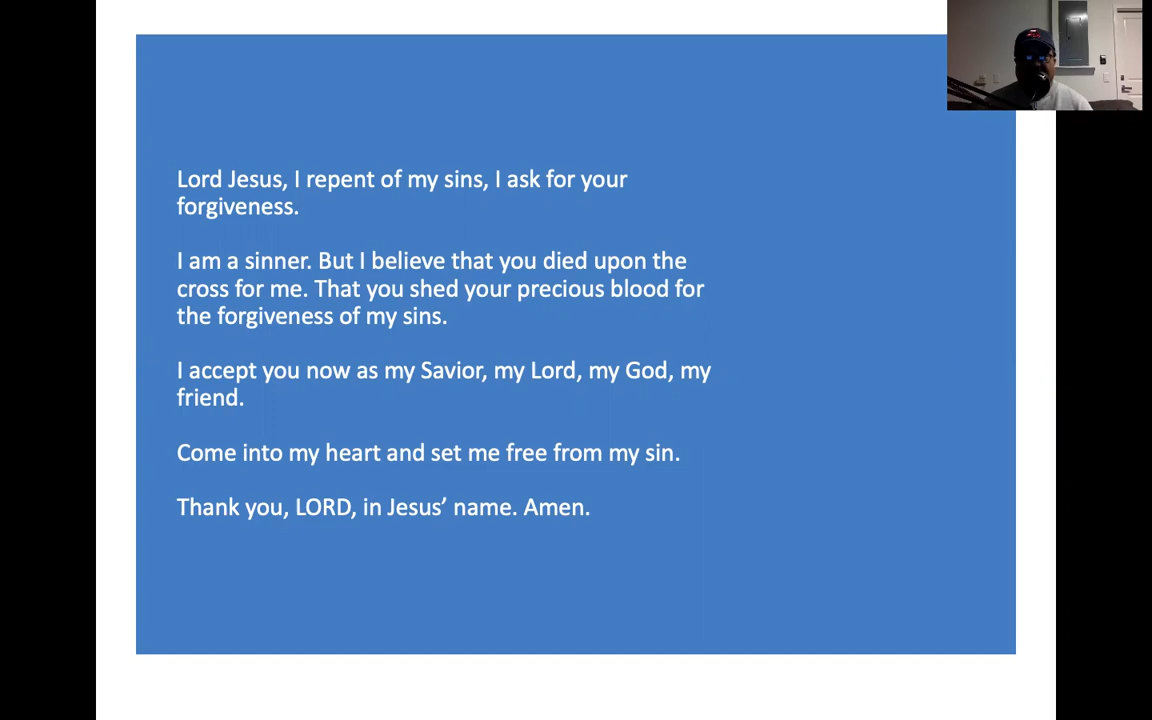 Lord Jesus, I repent of my sins, I ask for your
forgiveness.
I am a sinner. But I believe that you died upon the
cross for me. That you shed your precious blood for
the forgiveness of my sins.
I accept you now as my Savior, my Lord, my God, my
friend.
Come into my heart and set me free from my sin.
Thank you, LORD, in Jesus’ name. Amen.